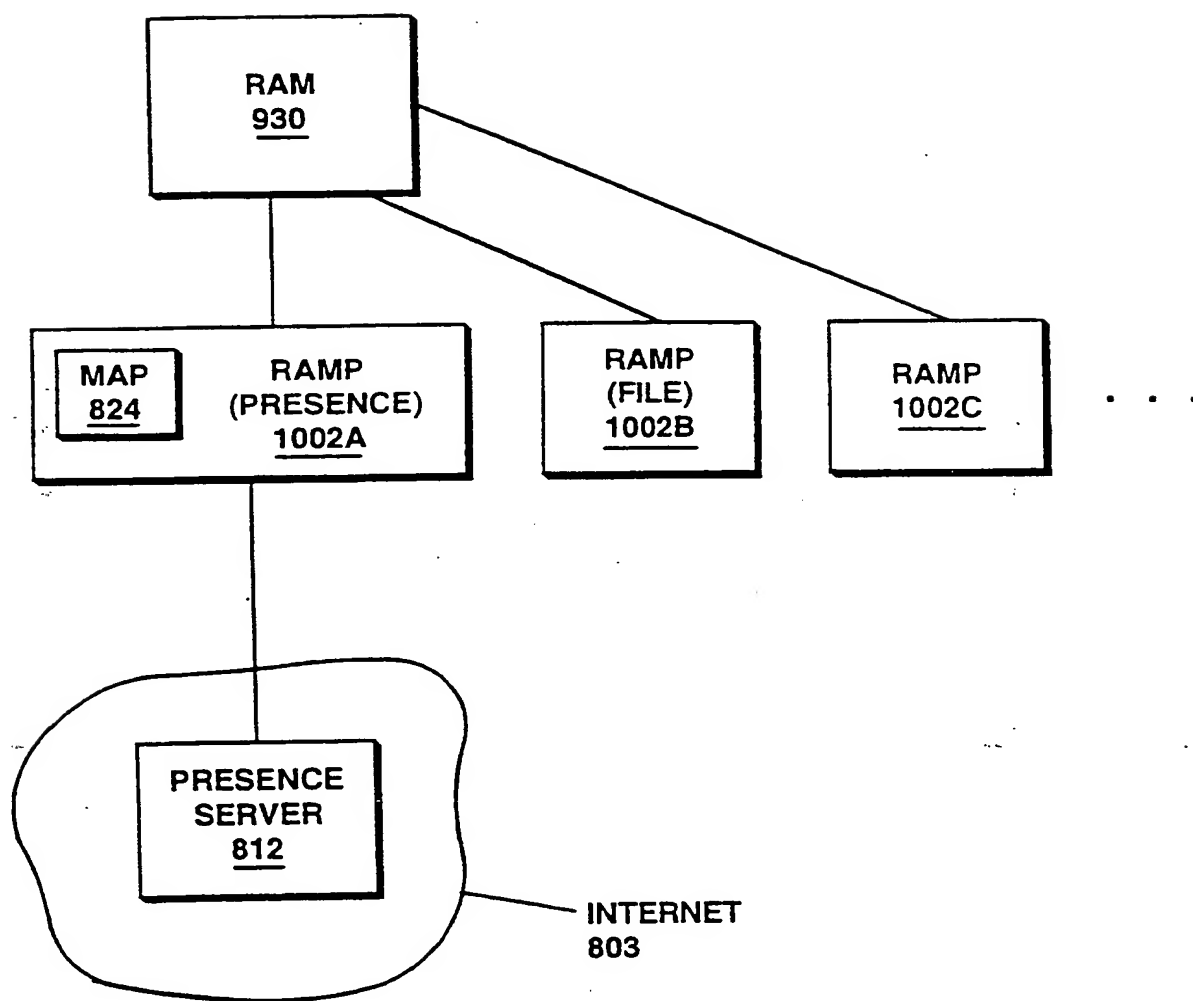 RAM
930
MAP
824
RAMP
(PRESENCE)
1002A
RAMP
(FILE)
1002B
RAMP
1002C
. . .
PRESENCE
SERVER
812
INTERNET
803